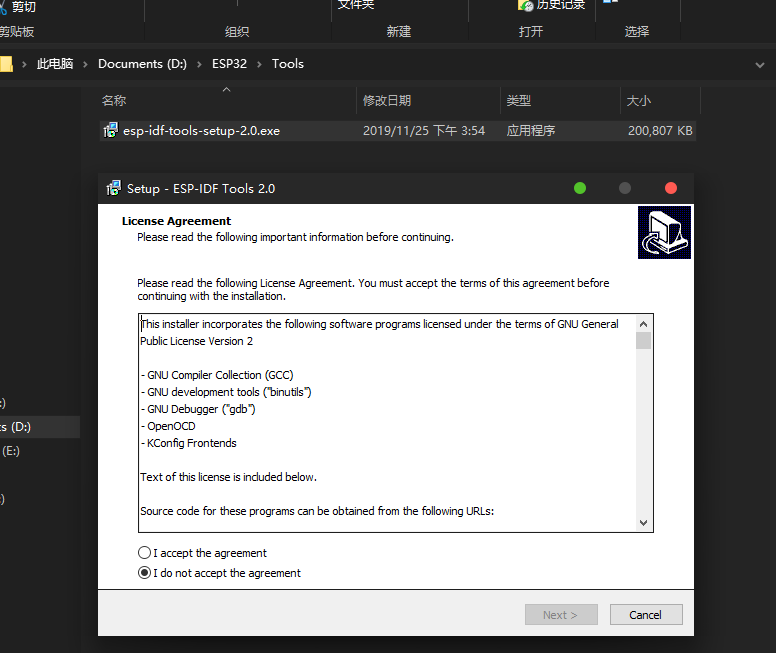 剪切
文件夹
历史记录
剪贴板
组织
新建
打开
选择
此电脑 > Documents (D:) > ESP32 > Tools
名称
修改日期
类型
大小
esp-idf-tools-setup-2.0.exe
2019/11/25 下午 3:54
应用程序
200,807 KB
Setup - ESP-IDF Tools 2.0
License Agreement
Please read the following important information before continuing.
Please read the following License Agreement. You must accept the terms of this agreement before
continuing with the installation.
This installer incorporates the following software programs licensed under the terms of GNU General
Public License Version 2
- GNU Compiler Collection (GCC)
- GNU development tools ("binutils")
- GNU Debugger ("gdb")
- OpenOCD
- KConfig Frontends
Text of this license is included below.
Source code for these programs can be obtained from the following URLs:
:)
s (D:)
(E:)
:)
I accept the agreement
I do not accept the agreement
Next >
Cancel